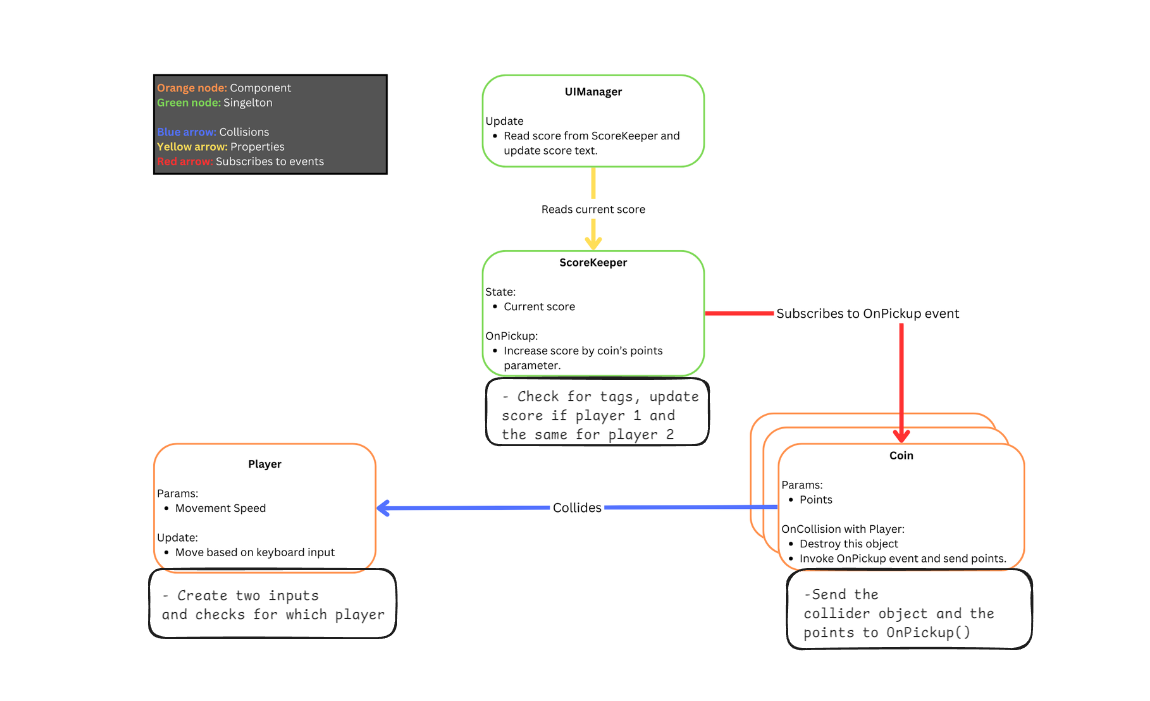 Orange node: Component
Green node: Singelton
Blue arrow: Collisions
Yellow arrow: Properties
Red arrow: Subscribes to events
UIManager
Update
• Read score from ScoreKeeper and
update score text.
Reads current score
ScoreKeeper
State:
• Current score
OnPickup:
• Increase score by coin's points
parameter.
- Check for tags, update
score if player 1 and
the same for player 2
Subscribes to OnPickup event
Player
Params:
• Movement Speed
Update:
• Move based on keyboard input
- Create two inputs
and checks for which player
Collides
Coin
Params:
• Points
OnCollision with Player:
• Destroy this object
• Invoke OnPickup event and send points.
-Send the
collider object and the
points to OnPickup()